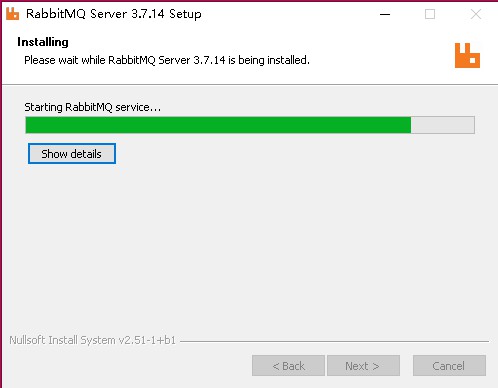 RabbitMQ Server 3.7.14 Setup
Installing
Please wait while RabbitMQ Server 3.7.14 is being installed.
Starting RabbitMQ service...
Show details
Nullsoft Install System v2.51-1+b1
< Back
Next >
Cancel